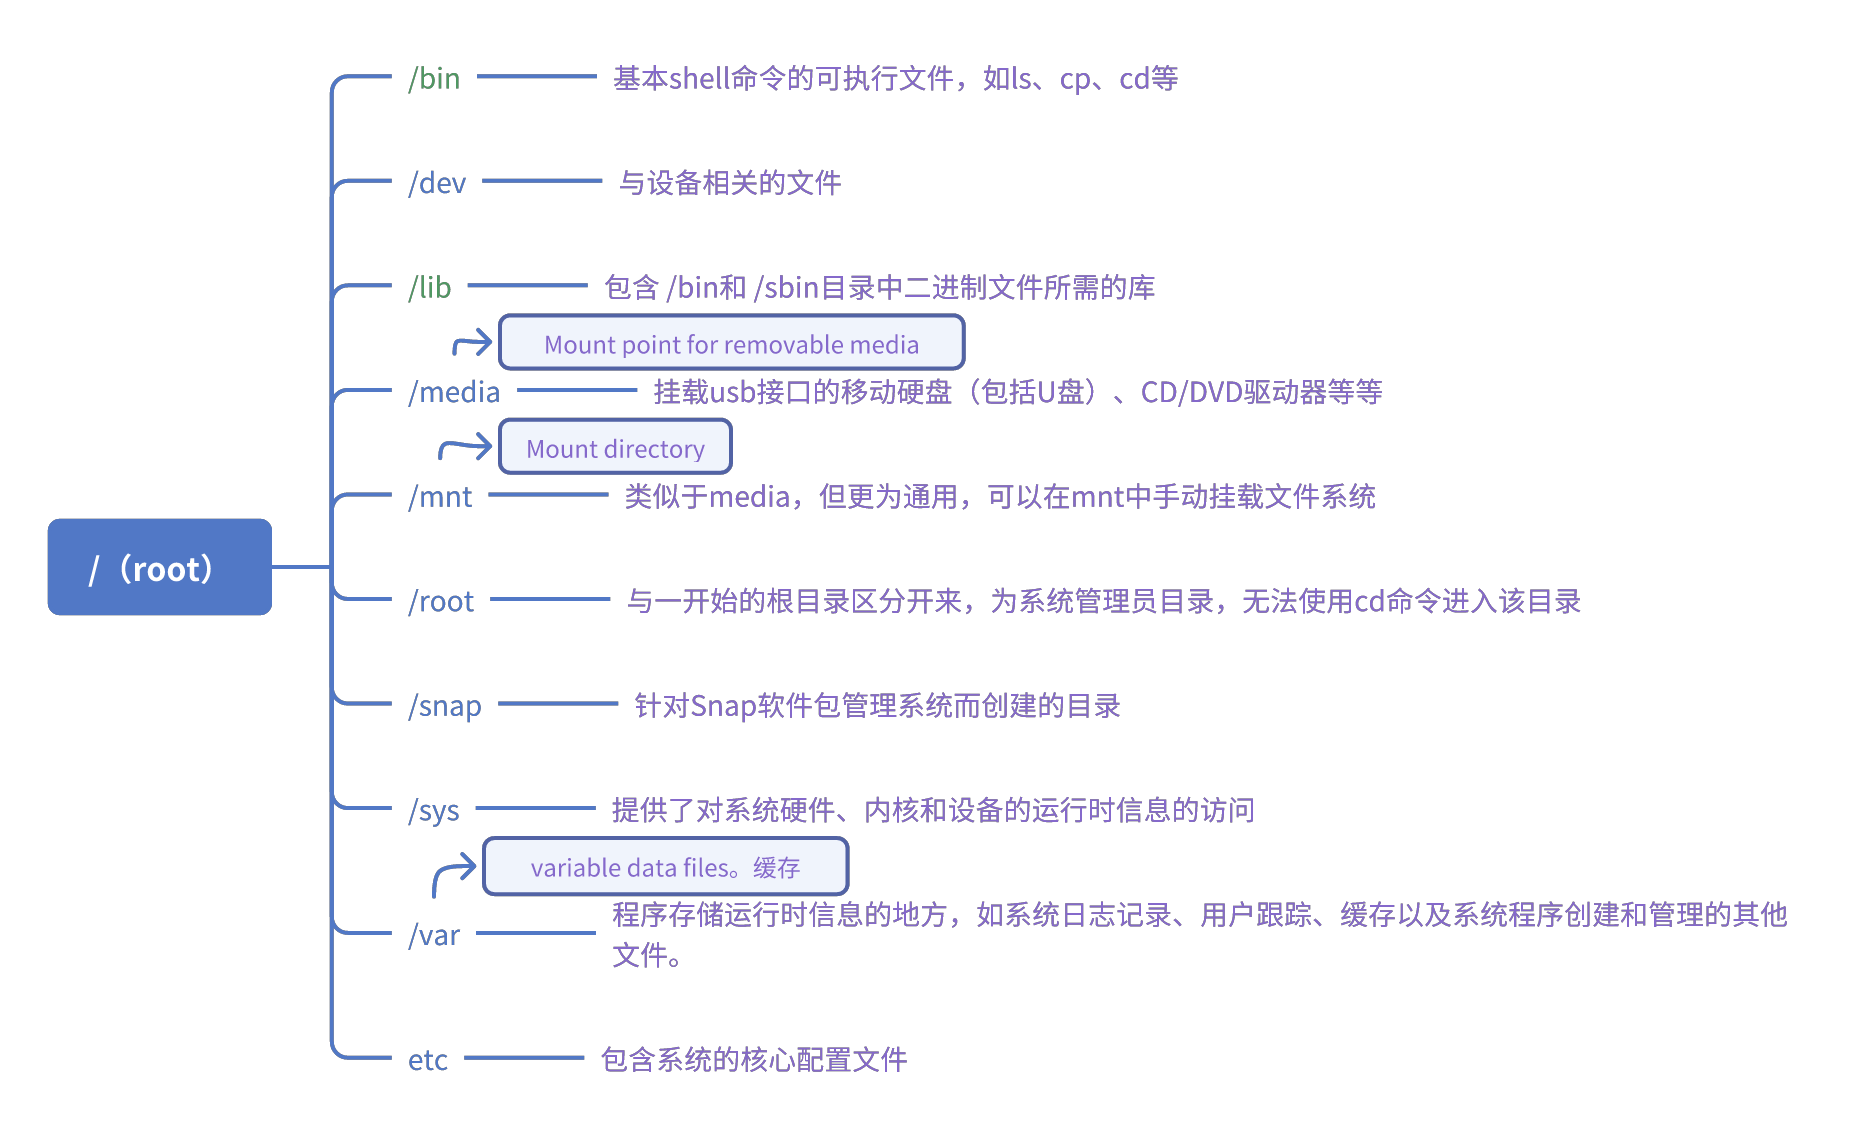 /（root）
/bin
基本shell命令的可执行文件，如ls、cp、cd等
/dev
与设备相关的文件
/lib
包含 /bin和 /sbin目录中二进制文件所需的库
Mount point for removable media
/media
挂载usb接口的移动硬盘（包括U盘）、CD/DVD驱动器等等
Mount directory
/mnt
类似于media，但更为通用，可以在mnt中手动挂载文件系统
/root
与一开始的根目录区分开来，为系统管理员目录，无法使用cd命令进入该目录
/snap
针对Snap软件包管理系统而创建的目录
/sys
提供了对系统硬件、内核和设备的运行时信息的访问
variable data files。缓存
/var
程序存储运行时信息的地方，如系统日志记录、用户跟踪、缓存以及系统程序创建和管理的其他
文件。
etc
包含系统的核心配置文件